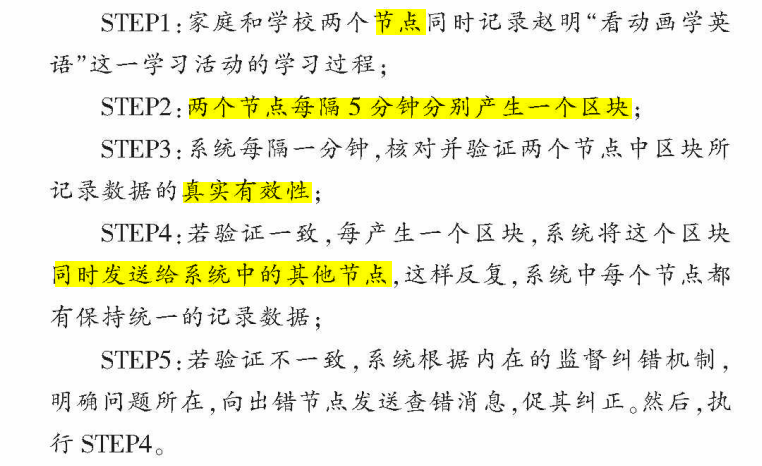 STEP1:家庭和学校两个节点同时记录赵明“看动画学英
语”这一学习活动的学习过程;
STEP2:两个节点每隔5分钟分别产生一个区块;
STEP3:系统每隔一分钟,核对并验证两个节点中区块所
记录数据的真实有效性;
STEP4:若验证一致,每产生一个区块,系统将这个区块
同时发送给系统中的其他节点,这样反复,系统中每个节点都
有保持统一的记录数据;
STEP5:若验证不一致,系统根据内在的监督纠错机制,
明确问题所在,向出错节点发送查错消息,促其纠正。然后,执
行STEP4。